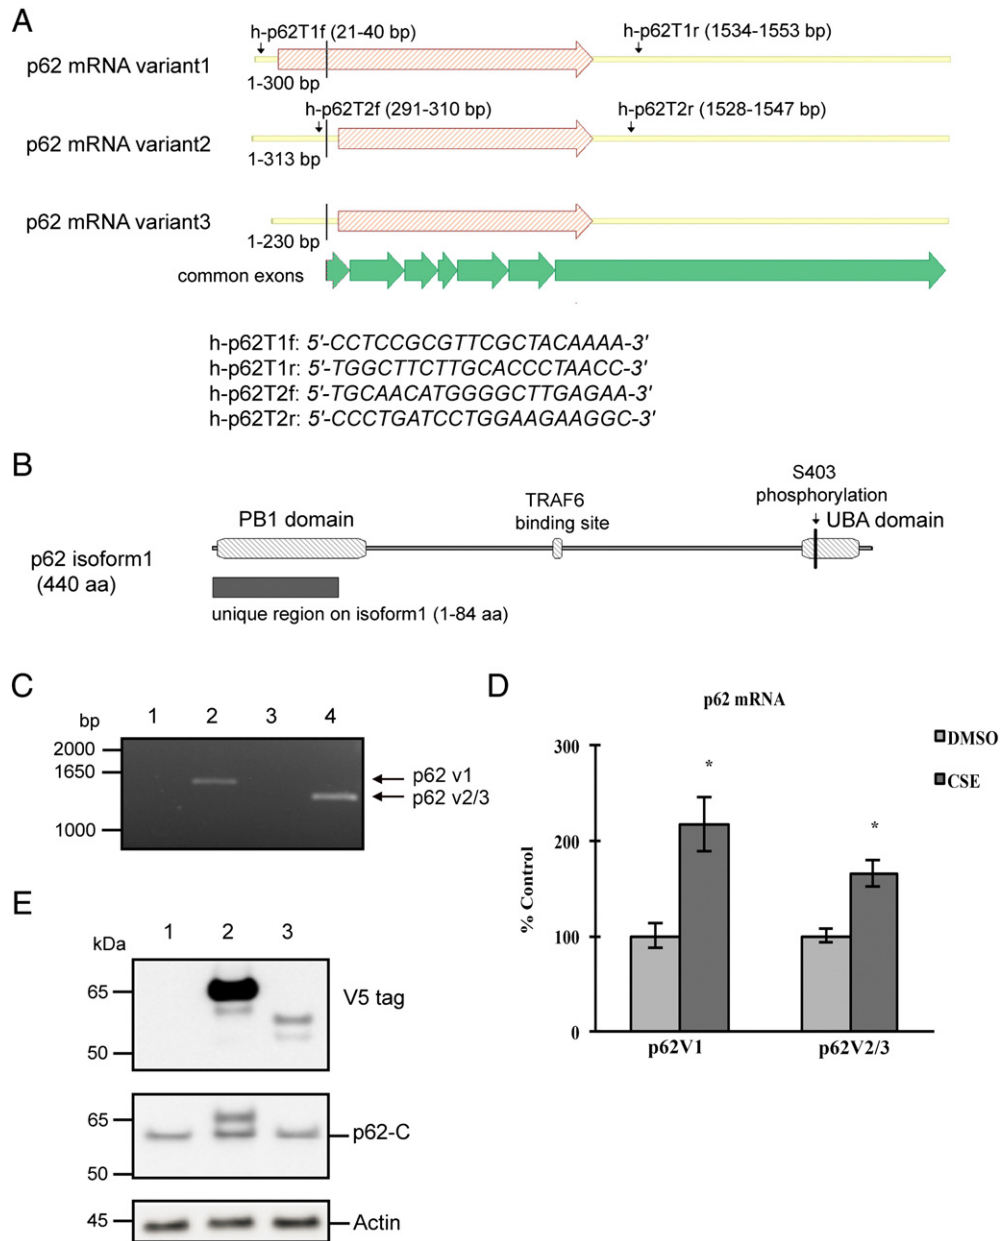 A
h-p62T1f (21-40 bp)
h-p62T1r (1534-1553 bp)
p62 mRNA variant1
1-300 bp
h-p62T2f (291-310 bp)
h-p62T2r (1528-1547 bp)
p62 mRNA variant2
1-313 bp
p62 mRNA variant3
1-230 bp
common exons
h-p62T1f: 5'-CCTCCGCGTTCGCTACAAAA-3'
h-p62T1r: 5'-TGGCTTCTTGCACCCTAACC-3'
h-p62T2f: 5'-TGCAACATGGGGCTTGAGAA-3'
h-p62T2r: 5'-CCCTGATCCTGGAAGAAGGC-3'
B
S403
phosphorylation
TRAF6
binding site
PB1 domain
UBA domain
p62 isoform1
(440 aa)
unique region on isoform1 (1-84 aa)
C
bp
1 2 3 4
2000
1650
1000
p62 v1
p62 v2/3
D
p62 mRNA
DMSO
CSE
% Control
300
200
100
0
*
*
p62V1
p62V2/3
E
kDa
1 2 3
65
50
V5 tag
65
50
p62-C
45
Actin